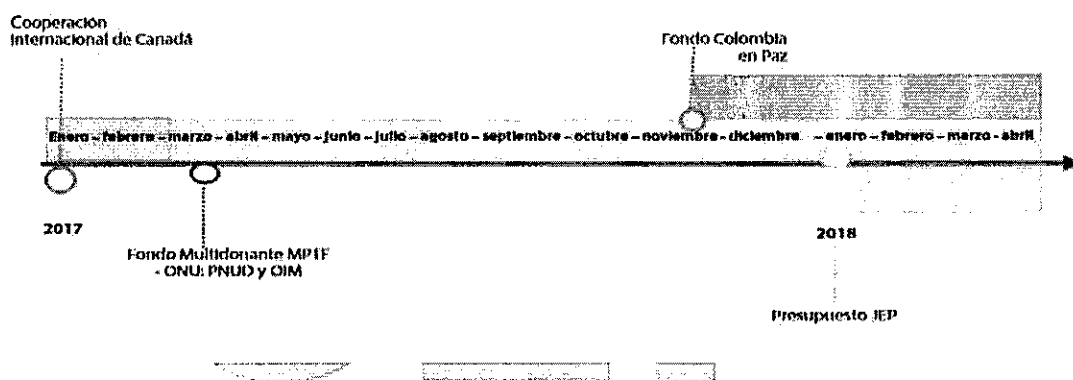 Cooperación
Internacional de Canadá
Fondo Colombia
en Paz
Enero - febrero - marzo - abril - mayo - junio - julio - agosto - septiembre - octubre - noviembre - diciembre - enero - febrero - marzo - abril
2017
2018
Fondo Multidonante MPTF
- ONU: PNUD y OIM
Presupuesto JEP